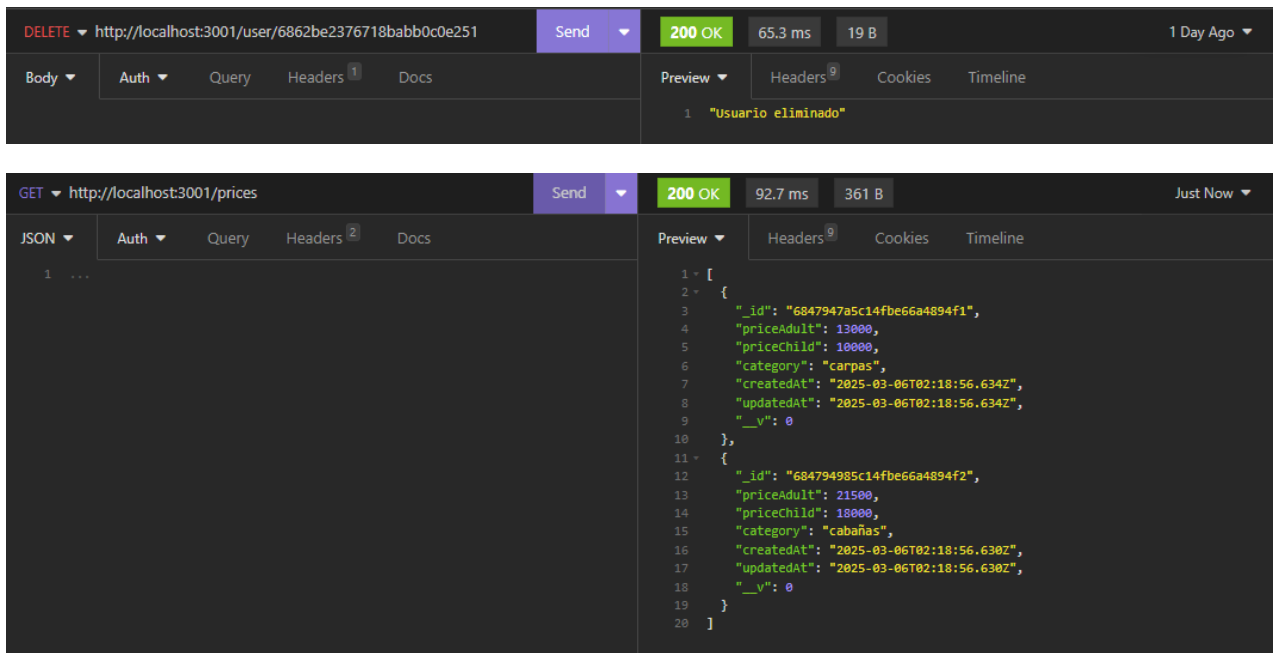 DELETE http://localhost:3001/user/6862be2376718babb0c0e251 Send 200 OK 65.3 ms 19 B 1 Day Ago
Body Auth Query Headers 1 Docs Preview Headers 9 Cookies Timeline
1 "Usuario eliminado"
GET http://localhost:3001/prices Send 200 OK 92.7 ms 361 B Just Now
JSON Auth Query Headers 2 Docs Preview Headers 9 Cookies Timeline
1 ...
1 [
2 {
3 "_id": "6847947a5c14fbe66a4894f1",
4 "priceAdult": 13000,
5 "priceChild": 10000,
6 "category": "carpas",
7 "createdAt": "2025-03-06T02:18:56.634Z",
8 "updatedAt": "2025-03-06T02:18:56.634Z",
9 "__v": 0
10 },
11 {
12 "_id": "684794985c14fbe66a4894f2",
13 "priceAdult": 21500,
14 "priceChild": 18000,
15 "category": "cabañas",
16 "createdAt": "2025-03-06T02:18:56.630Z",
17 "updatedAt": "2025-03-06T02:18:56.630Z",
18 "__v": 0
19 }
20 ]